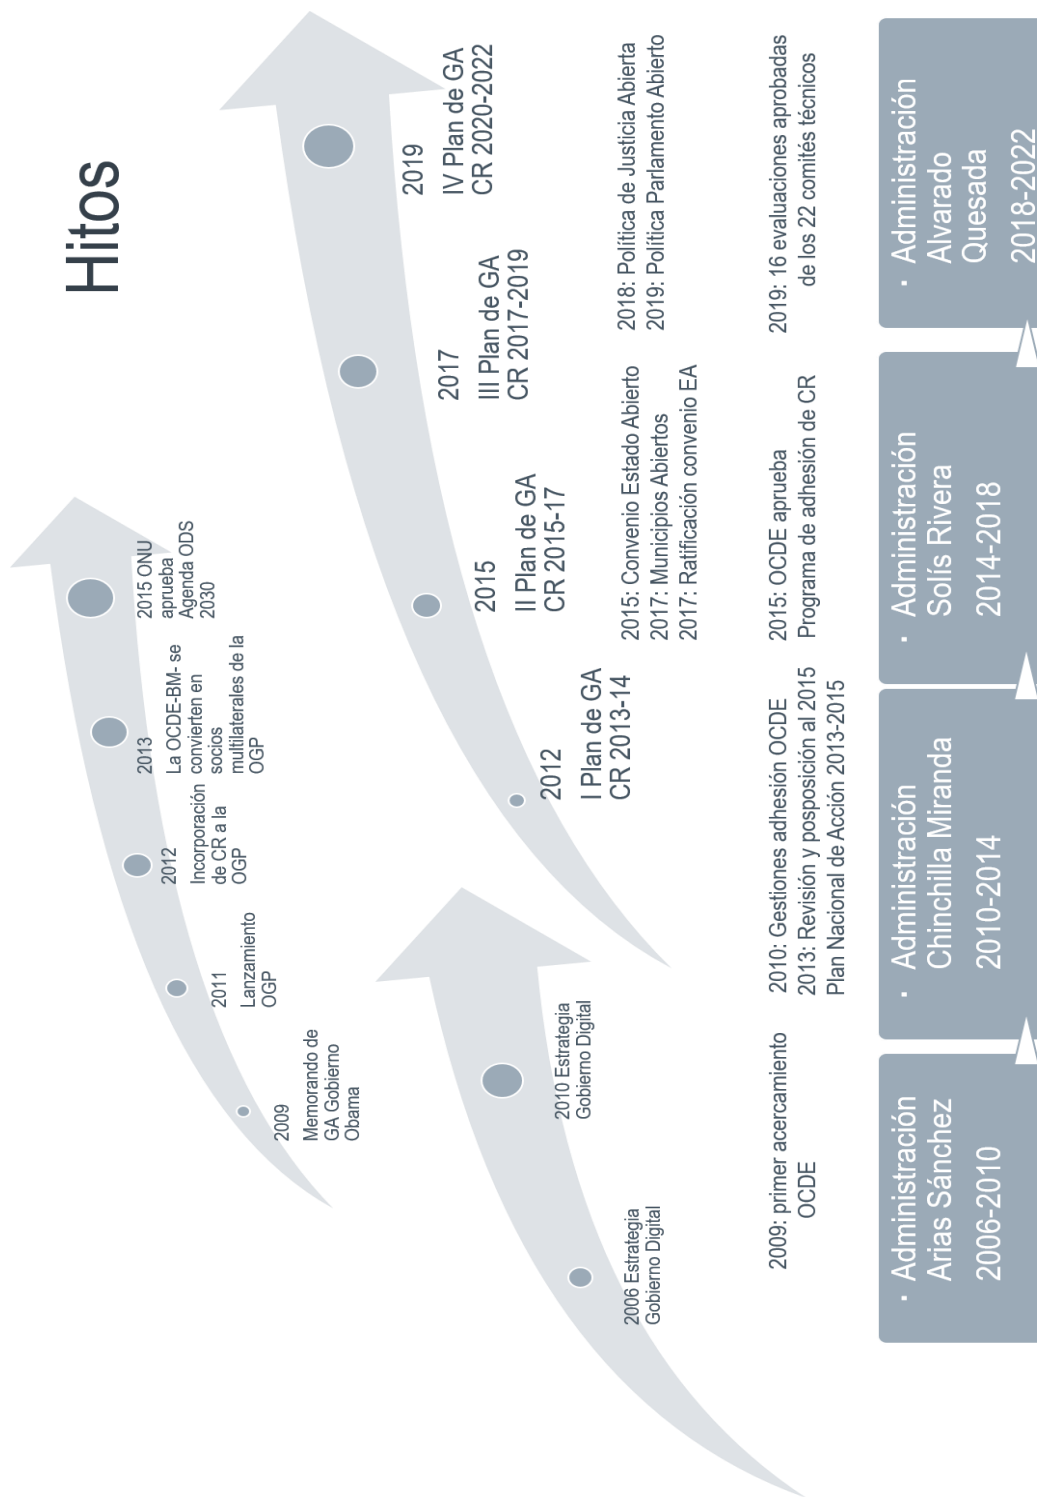 Hitos
2009
Memorando de
GA Gobierno
Obama
2011
Lanzamiento
OGP
2012
Incorporación
de CR a la
OGP
2013
La OCDE-BM- se
convierten en
socios
multilaterales de la
OGP
2015 ONU
aprueba
Agenda ODS
2030
2006 Estrategia
Gobierno Digital
2010 Estrategia
Gobierno Digital
2012
I Plan de GA
CR 2013-14
2015
II Plan de GA
CR 2015-17
2017
III Plan de GA
CR 2017-2019
2019
IV Plan de GA
CR 2020-2022
2015: Convenio Estado Abierto
2017: Municipios Abiertos
2017: Ratificación convenio EA
2018: Política de Justicia Abierta
2019: Política Parlamento Abierto
2009: primer acercamiento
OCDE
2010: Gestiones adhesión OCDE
2013: Revisión y posposición al 2015
Plan Nacional de Acción 2013-2015
2015: OCDE aprueba
Programa de adhesión de CR
2019: 16 evaluaciones aprobadas
de los 22 comités técnicos
· Administración
Arias Sánchez
2006-2010
· Administración
Chinchilla Miranda
2010-2014
· Administración
Solís Rivera
2014-2018
· Administración
Alvarado
Quesada
2018-2022